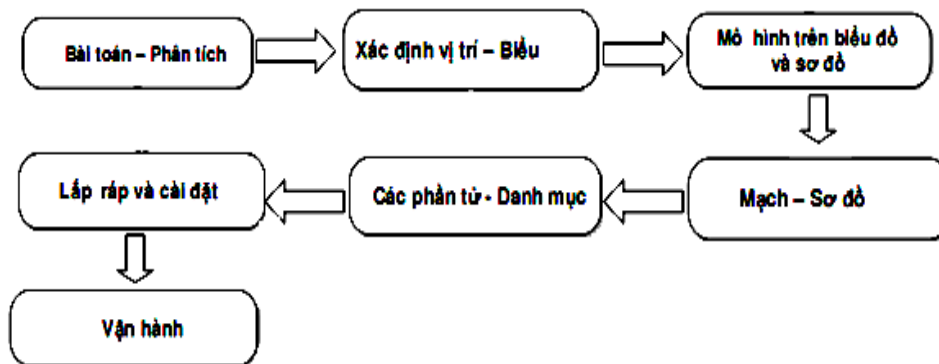 Bài toán – Phân tích
Xác định vị trí – Biểu
Mô hình trên biểu đồ
và sơ đồ
Mạch – Sơ đồ
Các phần tử - Danh mục
Lắp ráp và cài đặt
Vận hành